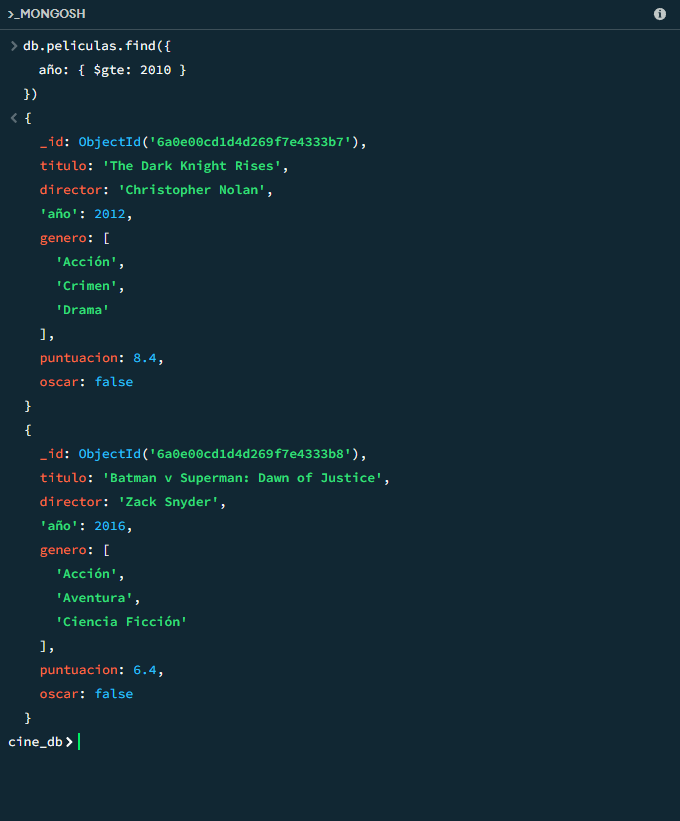 >_MONGOSH
> db.peliculas.find({
    año: { $gte: 2010 }
  })
< {
    _id: ObjectId('6a0e00cd1d4d269f7e4333b7'),
    titulo: 'The Dark Knight Rises',
    director: 'Christopher Nolan',
    'año': 2012,
    genero: [
      'Acción',
      'Crimen',
      'Drama'
    ],
    puntuacion: 8.4,
    oscar: false
  }
  {
    _id: ObjectId('6a0e00cd1d4d269f7e4333b8'),
    titulo: 'Batman v Superman: Dawn of Justice',
    director: 'Zack Snyder',
    'año': 2016,
    genero: [
      'Acción',
      'Aventura',
      'Ciencia Ficción'
    ],
    puntuacion: 6.4,
    oscar: false
  }
cine_db>